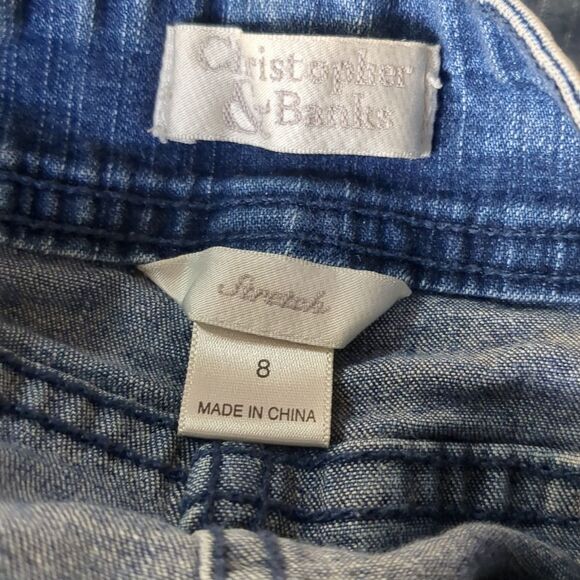 Christopher
& Banks
Stretch
8
MADE IN CHINA